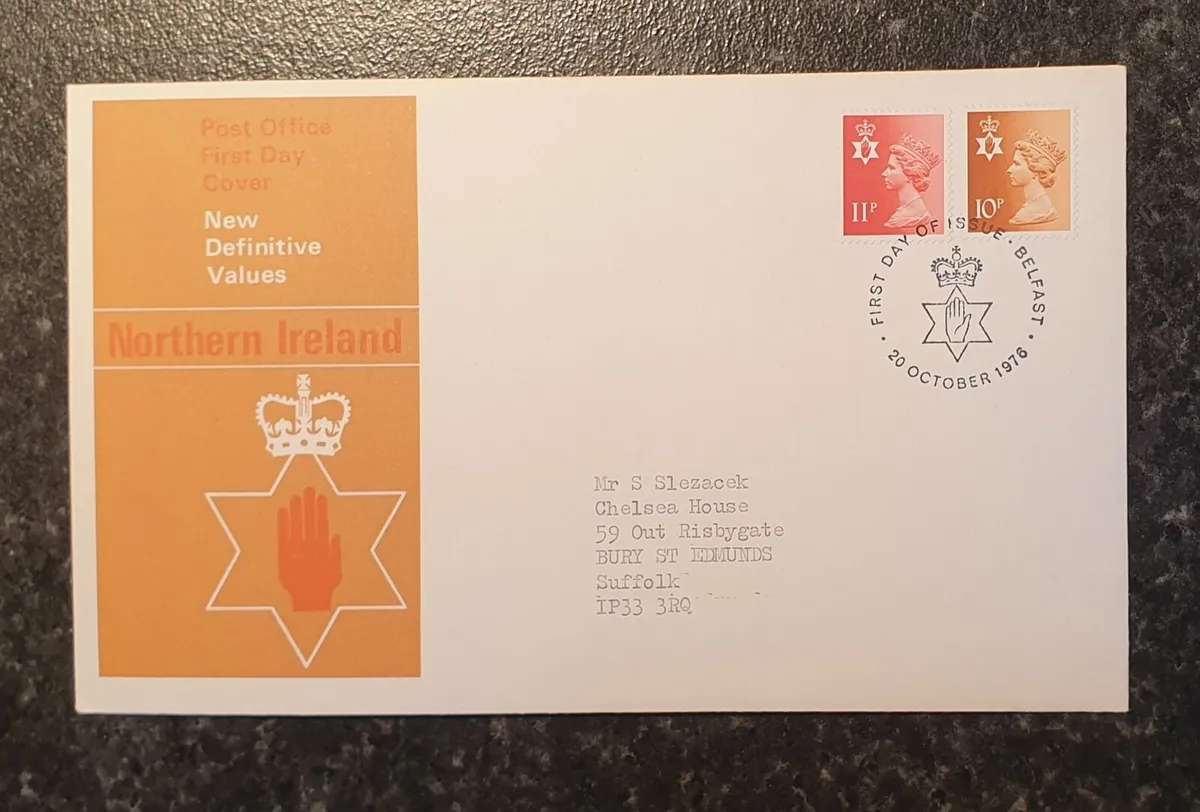 Post Office
First Day
Cover
New
Definitive
Values
Northern Ireland
11P
10P
FIRST DAY OF ISSUE · BELFAST ·
20 OCTOBER 1976
Mr S Slezacek
Chelsea House
59 Out Risbygate
BURY ST EDMUNDS
Suffolk
IP33 3RQ